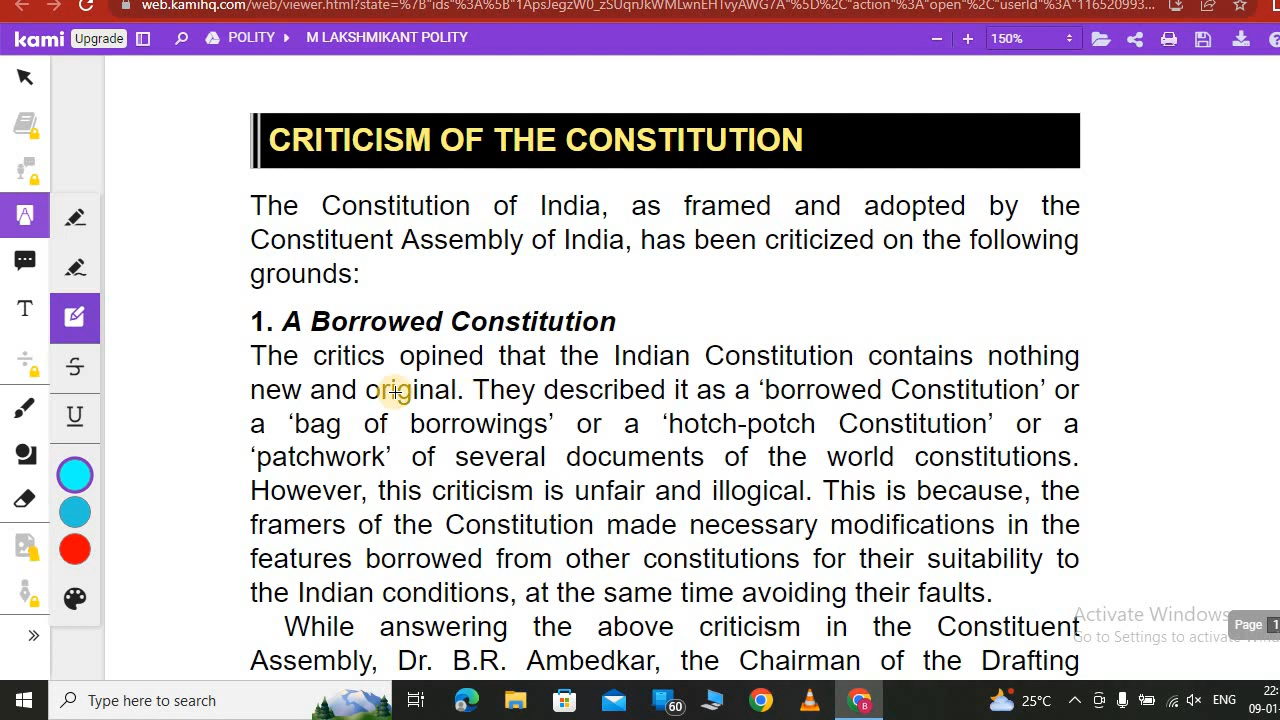 web.kamihq.com/web/viewer.html?state=%7B"ids"%3A%5B"1ApsJegzW0_zSUqnJkWMLwnEHTvyAWG7A"%5D%2C"action"%3A"open"%2C"userId"%3A"116520993...
kami Upgrade POLITY M LAKSHMIKANT POLITY 150%
CRITICISM OF THE CONSTITUTION
The Constitution of India, as framed and adopted by the
Constituent Assembly of India, has been criticized on the following
grounds:
1. A Borrowed Constitution
The critics opined that the Indian Constitution contains nothing
new and original. They described it as a ‘borrowed Constitution’ or
a ‘bag of borrowings’ or a ‘hotch-potch Constitution’ or a
‘patchwork’ of several documents of the world constitutions.
However, this criticism is unfair and illogical. This is because, the
framers of the Constitution made necessary modifications in the
features borrowed from other constitutions for their suitability to
the Indian conditions, at the same time avoiding their faults.
While answering the above criticism in the Constituent
Assembly, Dr. B.R. Ambedkar, the Chairman of the Drafting
Activate Windows
Go to Settings to activate
Page 1
Type here to search
60
25°C
ENG
22:
09-01-